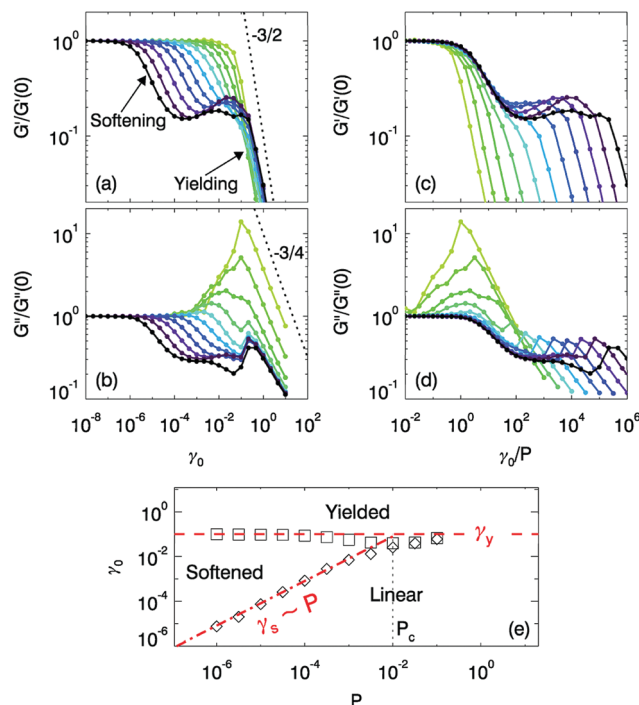 10⁰
10⁻¹
G'/G'(0)
Softening
Yielding
-3/2
(a)
(c)
10⁰
10⁻¹
G'/G'(0)
10¹
10⁰
10⁻¹
G''/G''(0)
-3/4
(b)
(d)
10¹
10⁰
10⁻¹
G''/G''(0)
10⁻⁸ 10⁻⁶ 10⁻⁴ 10⁻² 10⁰ 10²
γ₀
10⁻² 10⁰ 10² 10⁴ 10⁶
γ₀/P
10⁰
10⁻²
10⁻⁴
10⁻⁶
γ₀
Yielded
γ_y
Softened
γ_s ~ P
Linear
P_c
(e)
10⁻⁶ 10⁻⁴ 10⁻² 10⁰
P